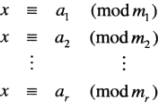 x ≡ a₁ (mod m₁)
x ≡ a₂ (mod m₂)
⋮ ⋮
x ≡ aᵣ (mod mᵣ)